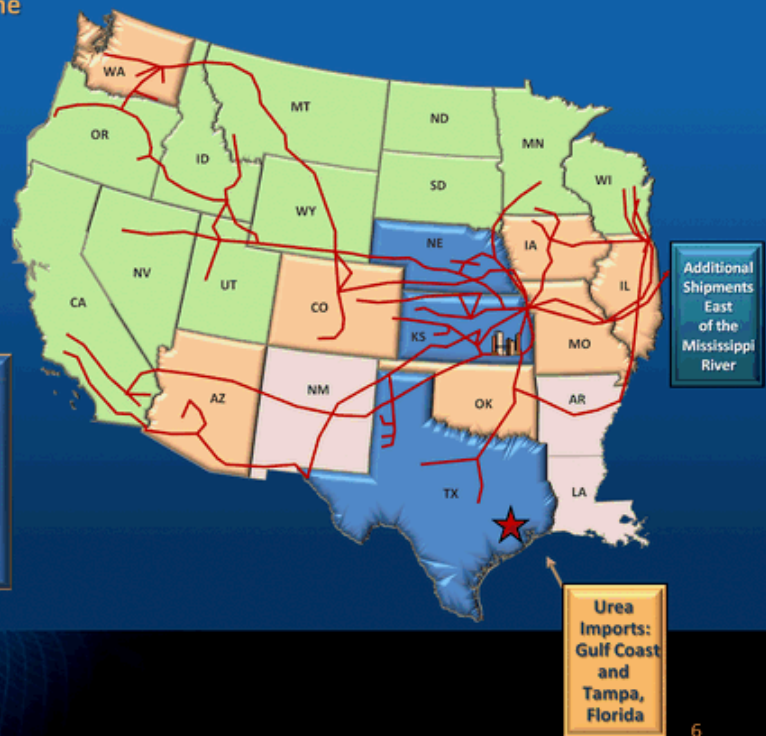 ne
WA
MT
ND
MN
OR
ID
SD
WI
WY
NE
IA
NV
UT
IL
CA
CO
KS
MO
NM
AZ
OK
AR
TX
LA
Additional
Shipments
East
of the
Mississippi
River
Urea
Imports:
Gulf Coast
and
Tampa,
Florida
6